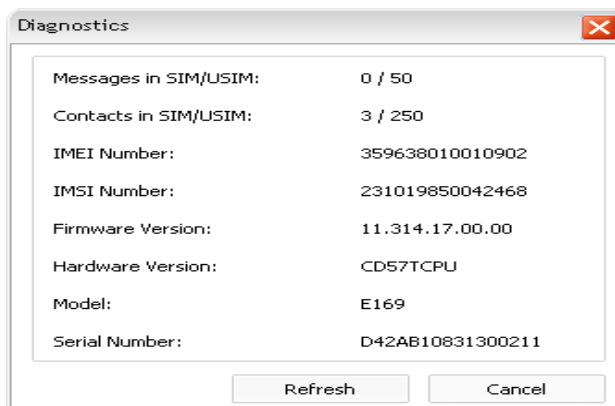 Diagnostics
Messages in SIM/USIM: 0 / 50
Contacts in SIM/USIM: 3 / 250
IMEI Number: 359638010010902
IMSI Number: 231019850042468
Firmware Version: 11.314.17.00.00
Hardware Version: CD57TCPU
Model: E169
Serial Number: D42AB10831300211
Refresh Cancel